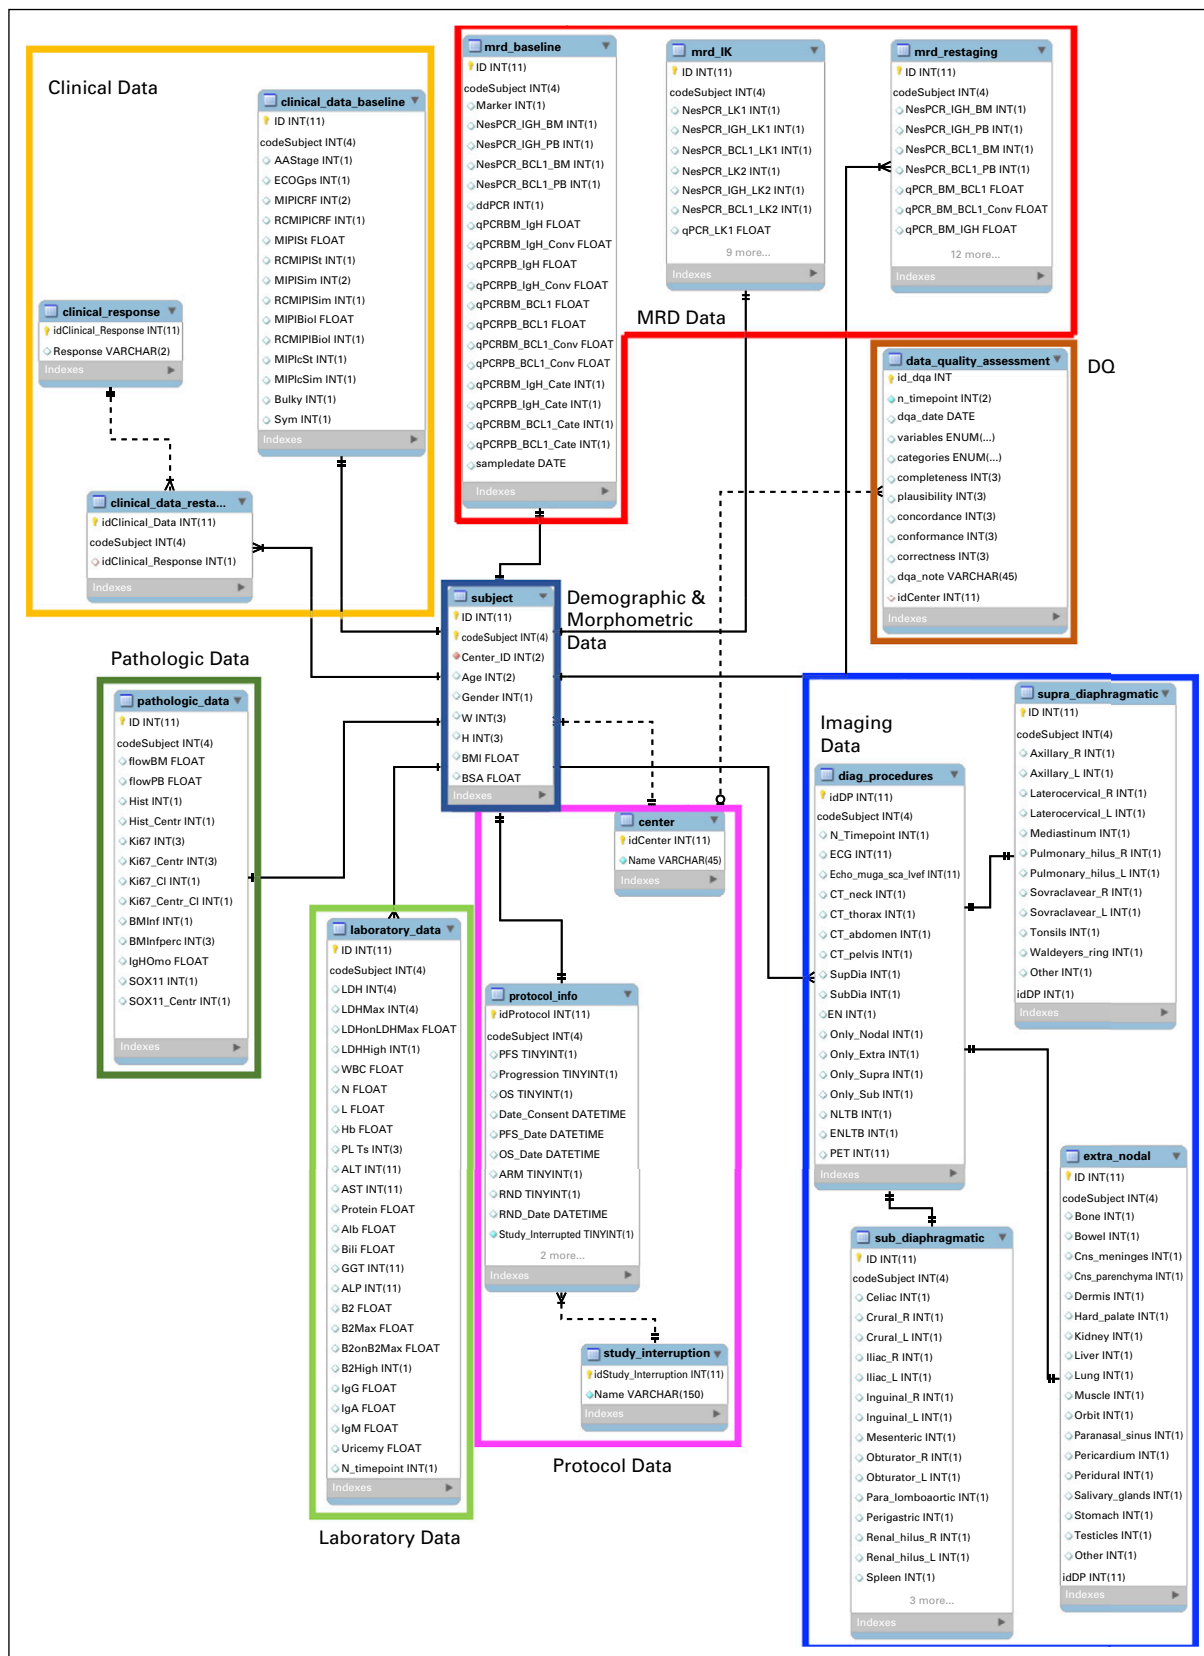 Clinical Data
clinical_data_baseline
ID INT(11)
codeSubject INT(4)
AAStage INT(1)
ECOGps INT(1)
MIPICRF INT(2)
RCMIPICRF INT(1)
MIPISt FLOAT
RCMIPISt INT(1)
MIPISim INT(2)
RCMIPISim INT(1)
MIPIBiol FLOAT
RCMIPIBiol INT(1)
MIPIcSt INT(1)
MIPIcSim INT(1)
Bulky INT(1)
Sym INT(1)
Indexes
clinical_response
idClinical_Response INT(11)
Response VARCHAR(2)
Indexes
clinical_data_resta...
idClinical_Data INT(11)
codeSubject INT(4)
idClinical_Response INT(1)
Indexes
mrd_baseline
ID INT(11)
codeSubject INT(4)
Marker INT(1)
NesPCR_IGH_BM INT(1)
NesPCR_IGH_PB INT(1)
NesPCR_BCL1_BM INT(1)
NesPCR_BCL1_PB INT(1)
ddPCR INT(1)
qPCRBM_IgH FLOAT
qPCRBM_IgH_Conv FLOAT
qPCRPB_IgH FLOAT
qPCRPB_IgH_Conv FLOAT
qPCRBM_BCL1 FLOAT
qPCRPB_BCL1 FLOAT
qPCRBM_BCL1_Conv FLOAT
qPCRPB_BCL1_Conv FLOAT
qPCRBM_IgH_Cate INT(1)
qPCRPB_IgH_Cate INT(1)
qPCRBM_BCL1_Cate INT(1)
qPCRPB_BCL1_Cate INT(1)
sampledate DATE
Indexes
mrd_IK
ID INT(11)
codeSubject INT(4)
NesPCR_LK1 INT(1)
NesPCR_IGH_LK1 INT(1)
NesPCR_BCL1_LK1 INT(1)
NesPCR_LK2 INT(1)
NesPCR_IGH_LK2 INT(1)
NesPCR_BCL1_LK2 INT(1)
qPCR_LK1 FLOAT
9 more...
Indexes
mrd_restaging
ID INT(11)
codeSubject INT(4)
NesPCR_IGH_BM INT(1)
NesPCR_IGH_PB INT(1)
NesPCR_BCL1_BM INT(1)
NesPCR_BCL1_PB INT(1)
qPCR_BM_BCL1 FLOAT
qPCR_BM_BCL1_Conv FLOAT
qPCR_BM_IGH FLOAT
12 more...
Indexes
MRD Data
DQ
data_quality_assessment
id_dqa INT
n_timepoint INT(2)
dqa_date DATE
variables ENUM(...)
categories ENUM(...)
completeness INT(3)
plausibility INT(3)
concordance INT(3)
conformance INT(3)
correctness INT(3)
dqa_note VARCHAR(45)
idCenter INT(11)
Indexes
subject
ID INT(11)
codeSubject INT(4)
Center_ID INT(2)
Age INT(2)
Gender INT(1)
W INT(3)
H INT(3)
BMI FLOAT
BSA FLOAT
Indexes
Demographic &
Morphometric
Data
Pathologic Data
pathologic_data
ID INT(11)
codeSubject INT(4)
flowBM FLOAT
flowPB FLOAT
Hist INT(1)
Hist_Centr INT(1)
Ki67 INT(3)
Ki67_Centr INT(3)
Ki67_Cl INT(1)
Ki67_Centr_Cl INT(1)
BMInf INT(1)
BMInfperc INT(3)
IgHOmo FLOAT
SOX11 INT(1)
SOX11_Centr INT(1)
Indexes
laboratory_data
ID INT(11)
codeSubject INT(4)
LDH INT(4)
LDHMax INT(4)
LDHonLDHMax FLOAT
LDHHigh INT(1)
WBC FLOAT
N FLOAT
L FLOAT
Hb FLOAT
PL Ts INT(3)
ALT INT(11)
AST INT(11)
Protein FLOAT
Alb FLOAT
Bili FLOAT
GGT INT(11)
ALP INT(11)
B2 FLOAT
B2Max FLOAT
B2onB2Max FLOAT
B2High INT(1)
IgG FLOAT
IgA FLOAT
IgM FLOAT
Uricemy FLOAT
N_timepoint INT(1)
Indexes
Laboratory Data
center
idCenter INT(11)
Name VARCHAR(45)
Indexes
protocol_info
idProtocol INT(11)
codeSubject INT(4)
PFS TINYINT(1)
Progression TINYINT(1)
OS TINYINT(1)
Date_Consent DATETIME
PFS_Date DATETIME
OS_Date DATETIME
ARM TINYINT(1)
RND TINYINT(1)
RND_Date DATETIME
Study_Interrupted TINYINT(1)
2 more...
Indexes
study_interruption
idStudy_Interruption INT(11)
Name VARCHAR(150)
Indexes
Protocol Data
Imaging
Data
diag_procedures
idDP INT(11)
codeSubject INT(4)
N_Timepoint INT(1)
ECG INT(11)
Echo_muga_sca_lvef INT(11)
CT_neck INT(1)
CT_thorax INT(1)
CT_abdomen INT(1)
CT_pelvis INT(1)
SupDia INT(1)
SubDia INT(1)
EN INT(1)
Only_Nodal INT(1)
Only_Extra INT(1)
Only_Supra INT(1)
Only_Sub INT(1)
NLTB INT(1)
ENLTB INT(1)
PET INT(11)
Indexes
supra_diaphragmatic
ID INT(11)
codeSubject INT(4)
Axillary_R INT(1)
Axillary_L INT(1)
Laterocervical_R INT(1)
Laterocervical_L INT(1)
Mediastinum INT(1)
Pulmonary_hilus_R INT(1)
Pulmonary_hilus_L INT(1)
Sovraclavear_R INT(1)
Sovraclavear_L INT(1)
Tonsils INT(1)
Waldeyers_ring INT(1)
Other INT(1)
idDP INT(1)
Indexes
sub_diaphragmatic
ID INT(11)
codeSubject INT(4)
Celiac INT(1)
Crural_R INT(1)
Crural_L INT(1)
Iliac_R INT(1)
Iliac_L INT(1)
Inguinal_R INT(1)
Inguinal_L INT(1)
Mesenteric INT(1)
Obturator_R INT(1)
Obturator_L INT(1)
Para_lomboaortic INT(1)
Perigastric INT(1)
Renal_hilus_R INT(1)
Renal_hilus_L INT(1)
Spleen INT(1)
3 more...
Indexes
extra_nodal
ID INT(11)
codeSubject INT(4)
Bone INT(1)
Bowel INT(1)
Cns_meninges INT(1)
Cns_parenchyma INT(1)
Dermis INT(1)
Hard_palate INT(1)
Kidney INT(1)
Liver INT(1)
Lung INT(1)
Muscle INT(1)
Orbit INT(1)
Paranasal_sinus INT(1)
Pericardium INT(1)
Peridural INT(1)
Salivary_glands INT(1)
Stomach INT(1)
Testicles INT(1)
Other INT(1)
idDP INT(11)
Indexes